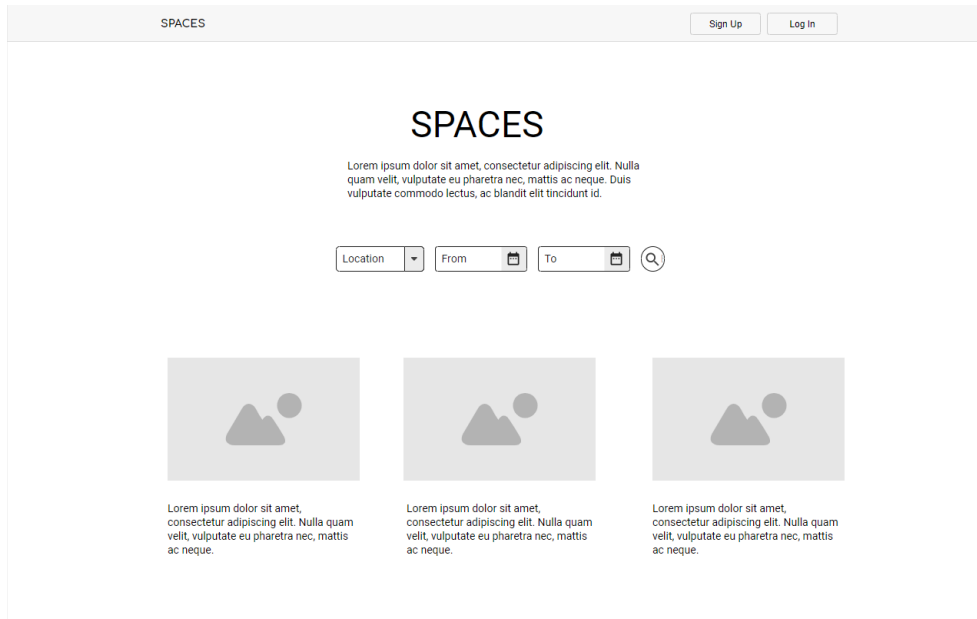 SPACES
Sign Up
Log In
SPACES
Lorem ipsum dolor sit amet, consectetur adipiscing elit. Nulla
quam velit, vulputate eu pharetra nec, mattis ac neque. Duis
vulputate commodo lectus, ac blandit elit tincidunt id.
Location
From
To
Lorem ipsum dolor sit amet,
consectetur adipiscing elit. Nulla quam
velit, vulputate eu pharetra nec, mattis
ac neque.
Lorem ipsum dolor sit amet,
consectetur adipiscing elit. Nulla quam
velit, vulputate eu pharetra nec, mattis
ac neque.
Lorem ipsum dolor sit amet,
consectetur adipiscing elit. Nulla quam
velit, vulputate eu pharetra nec, mattis
ac neque.